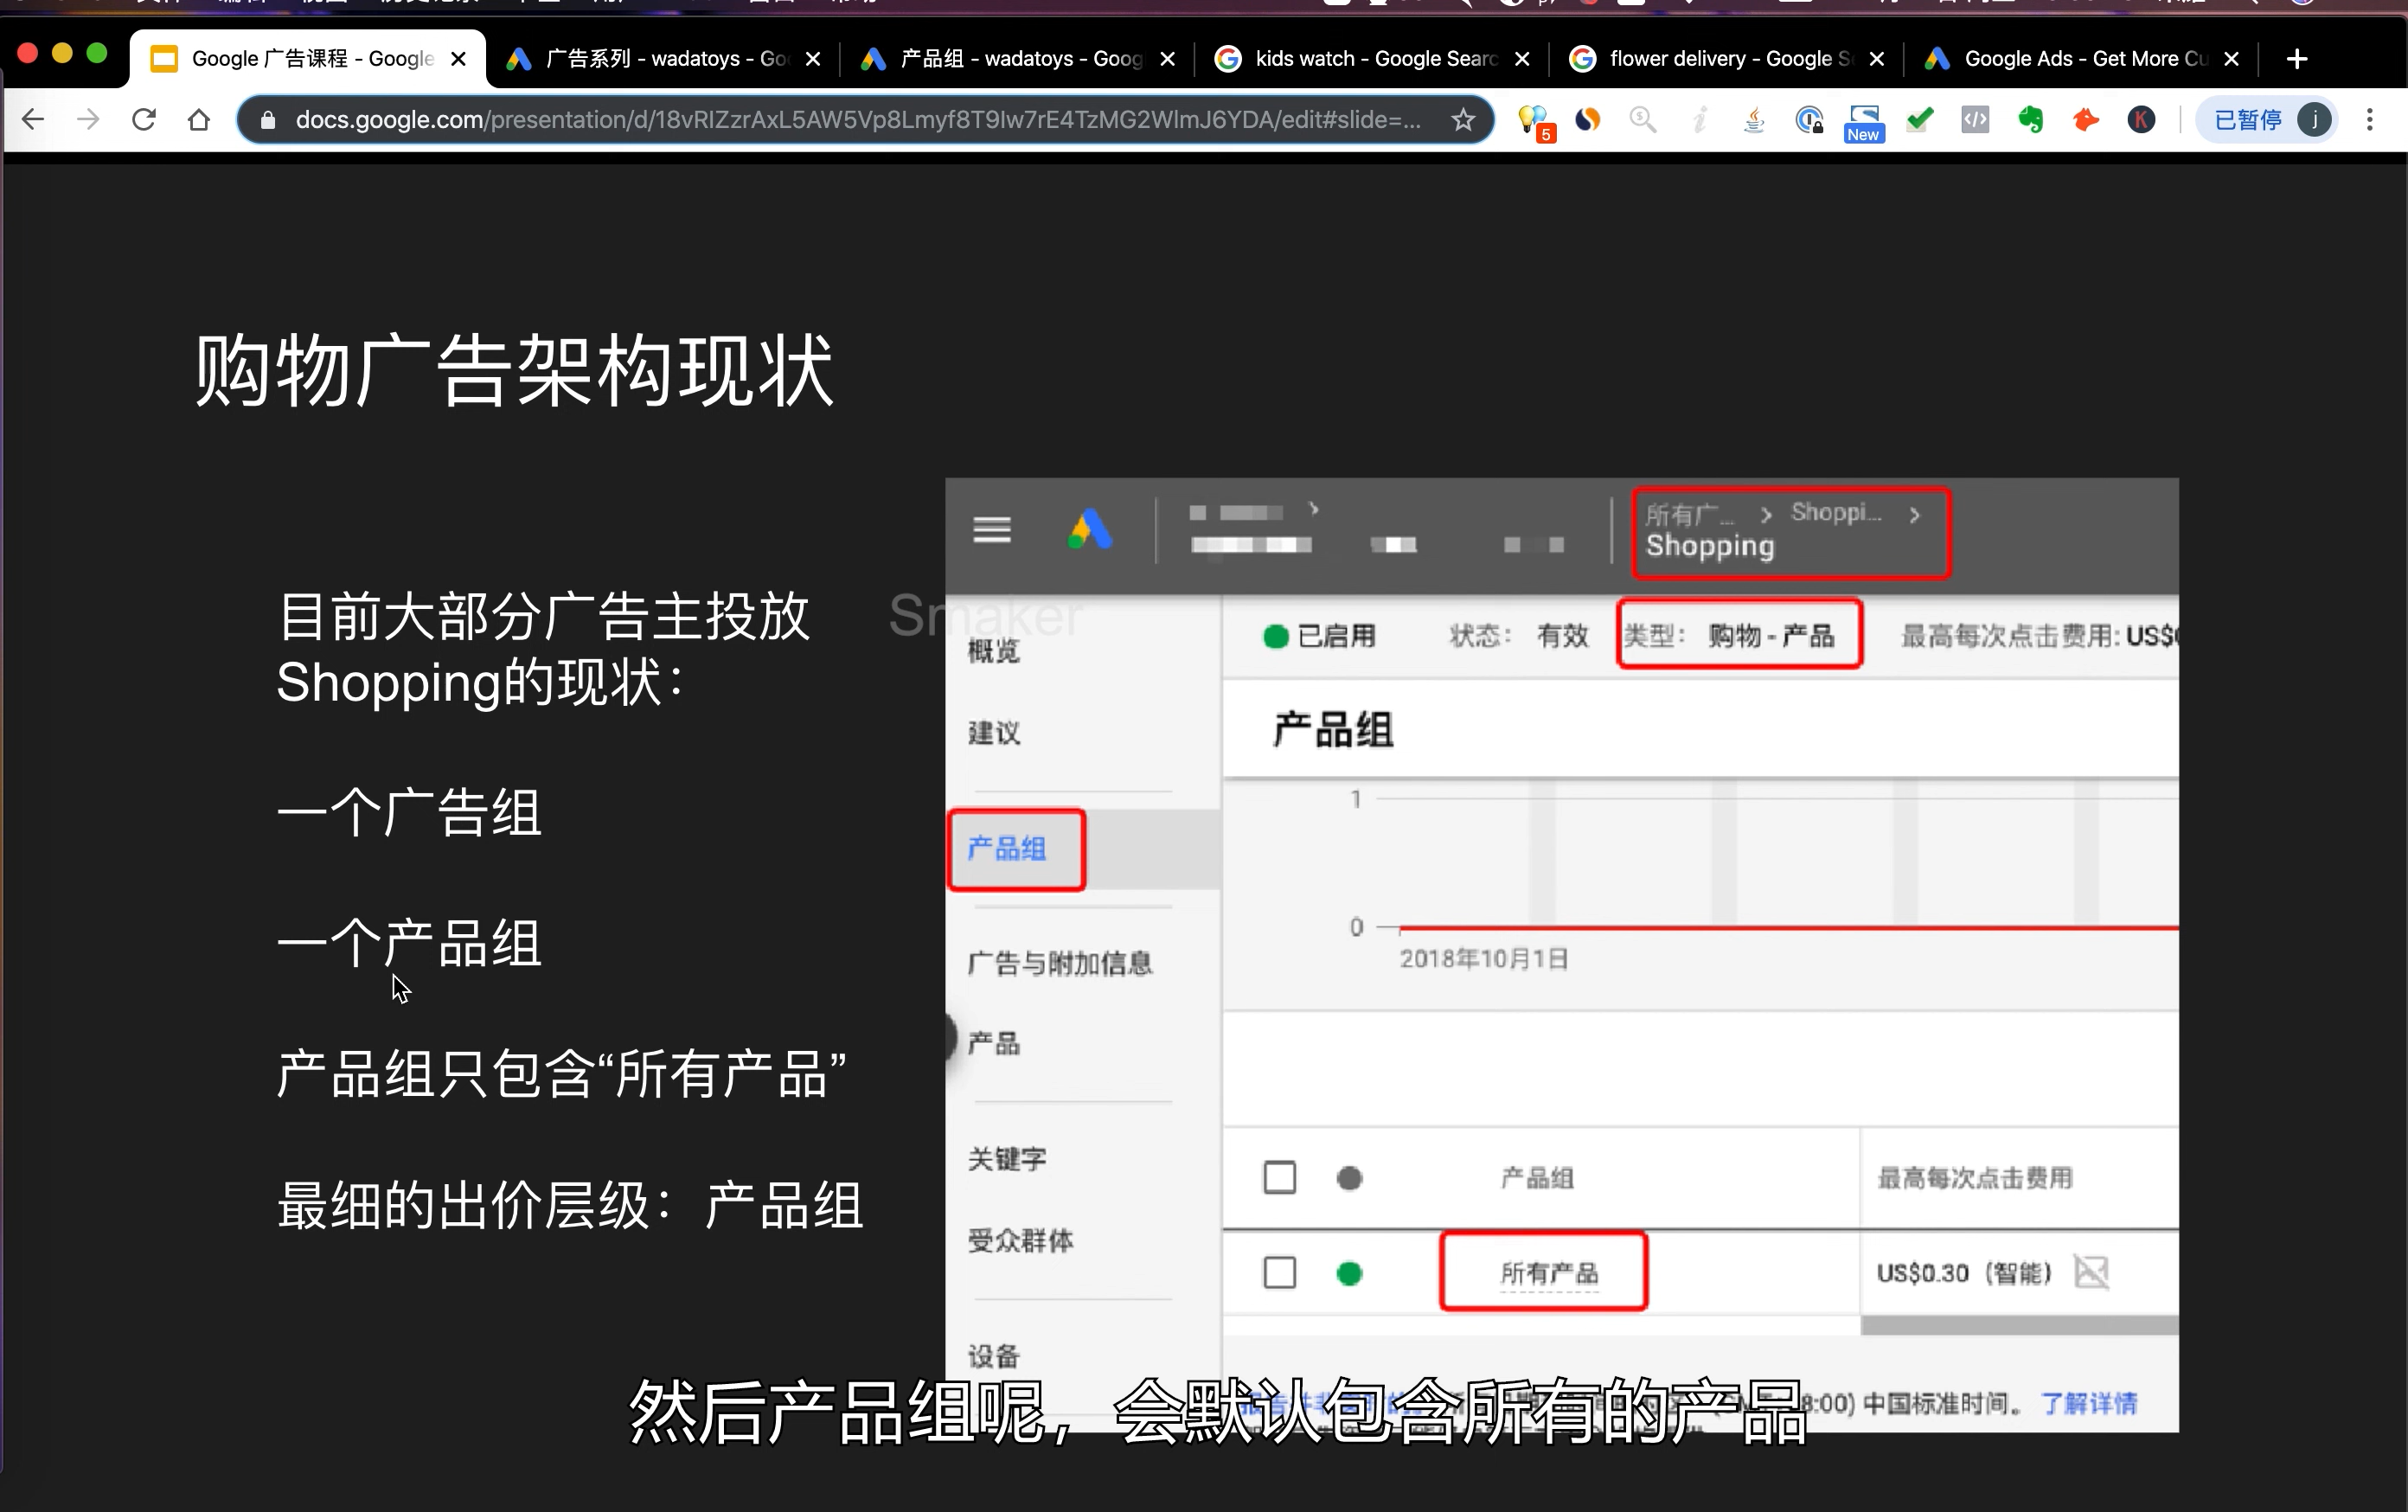 Google 广告课程 - Google
广告系列 - wadatoys - Go
产品组 - wadatoys - Goog
kids watch - Google Searc
flower delivery - Google S
Google Ads - Get More Cu
docs.google.com/presentation/d/18vRIZzrAxL5AW5Vp8Lmyf8T9Iw7rE4TzMG2WlmJ6YDA/edit#slide=...
5
New
K
已暂停
j
购物广告架构现状
目前大部分广告主投放
Shopping的现状：
一个广告组
一个产品组
产品组只包含“所有产品”
最细的出价层级：产品组
Smaker
所有广... > Shoppi... >
Shopping
已启用 状态： 有效 类型： 购物 - 产品 最高每次点击费用: US$
概览
建议
产品组
广告与附加信息
产品
关键字
受众群体
设备
产品组
1
0
2018年10月1日
产品组 最高每次点击费用
所有产品 US$0.30（智能）
8:00) 中国标准时间。 了解详情
然后产品组呢，会默认包含所有的产品